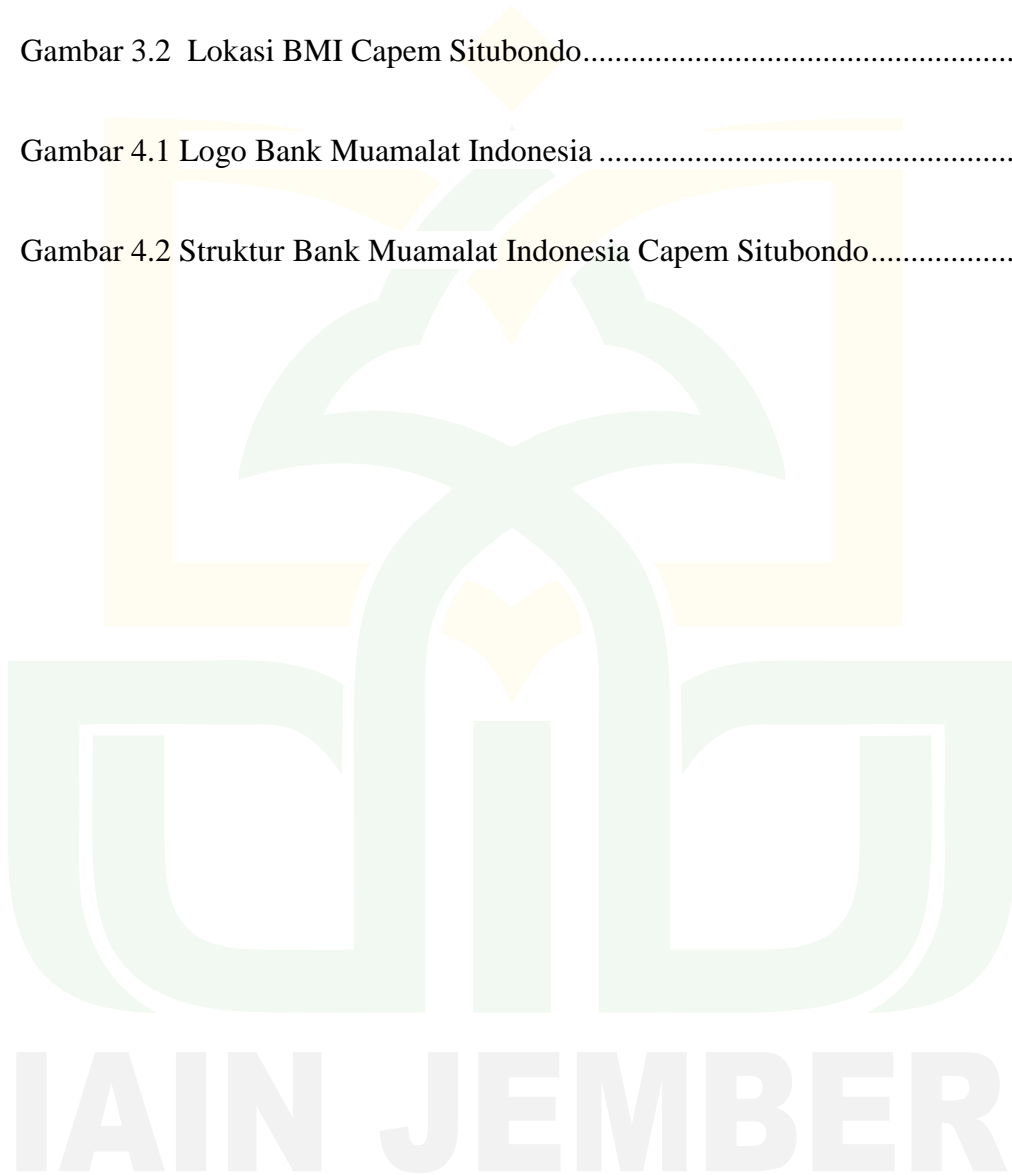 Gambar 3.2  Lokasi BMI Capem Situbondo......................................................
Gambar 4.1 Logo Bank Muamalat Indonesia ....................................................
Gambar 4.2 Struktur Bank Muamalat Indonesia Capem Situbondo..................
IAIN JEMBER